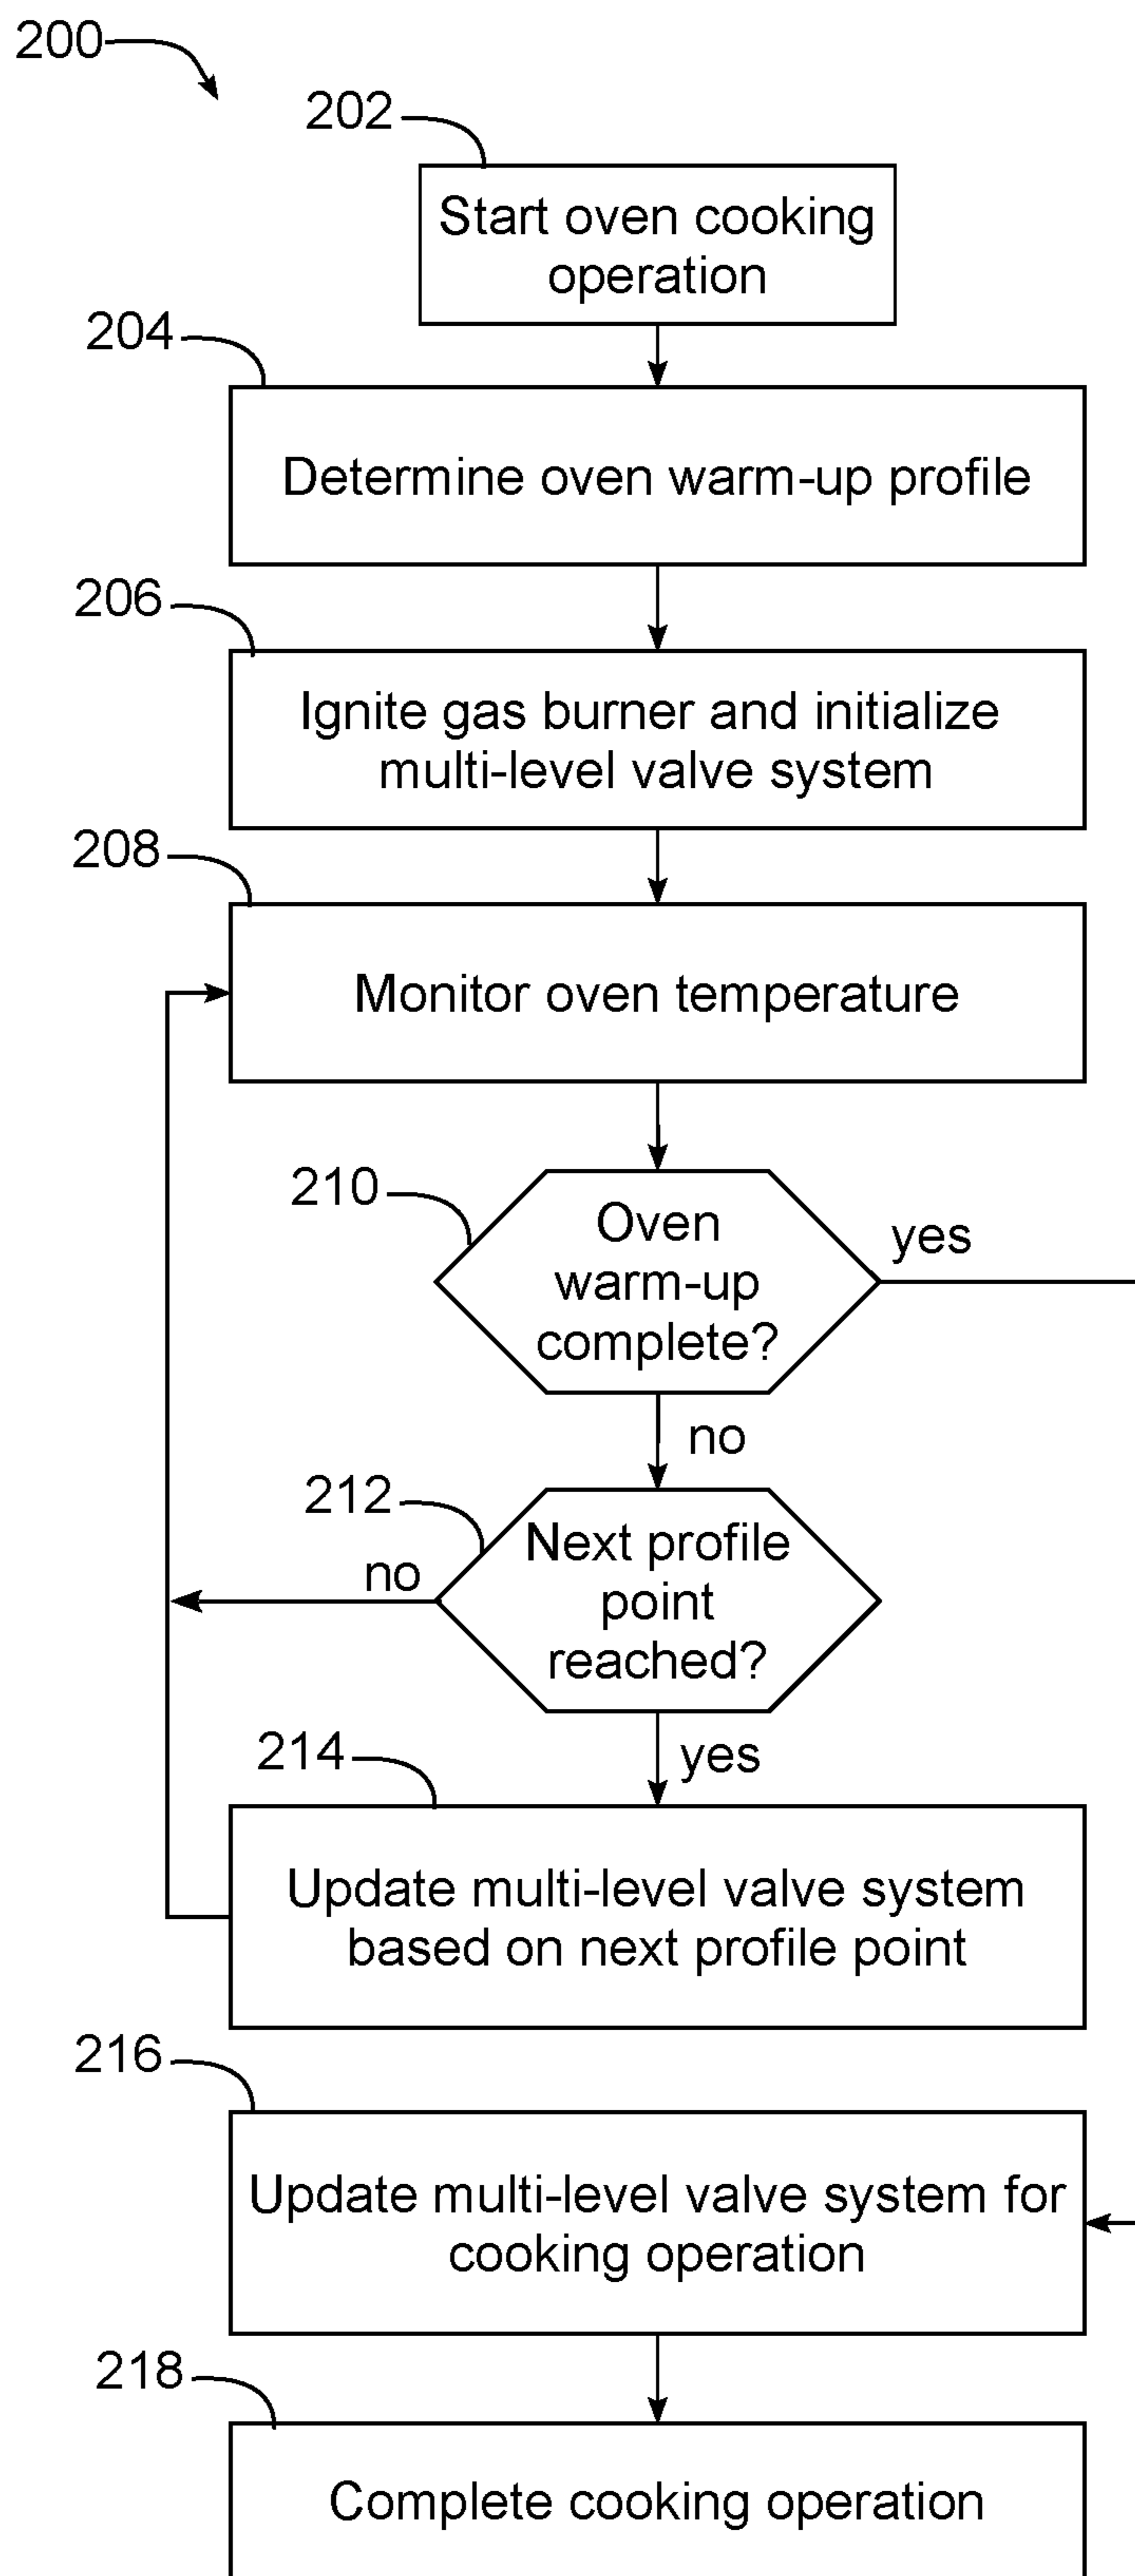 200
202
Start oven cooking
operation
204
Determine oven warm-up profile
206
Ignite gas burner and initialize
multi-level valve system
208
Monitor oven temperature
210
Oven
warm-up
complete?
yes
no
212
Next profile
point
reached?
no
yes
214
Update multi-level valve system
based on next profile point
216
Update multi-level valve system for
cooking operation
218
Complete cooking operation